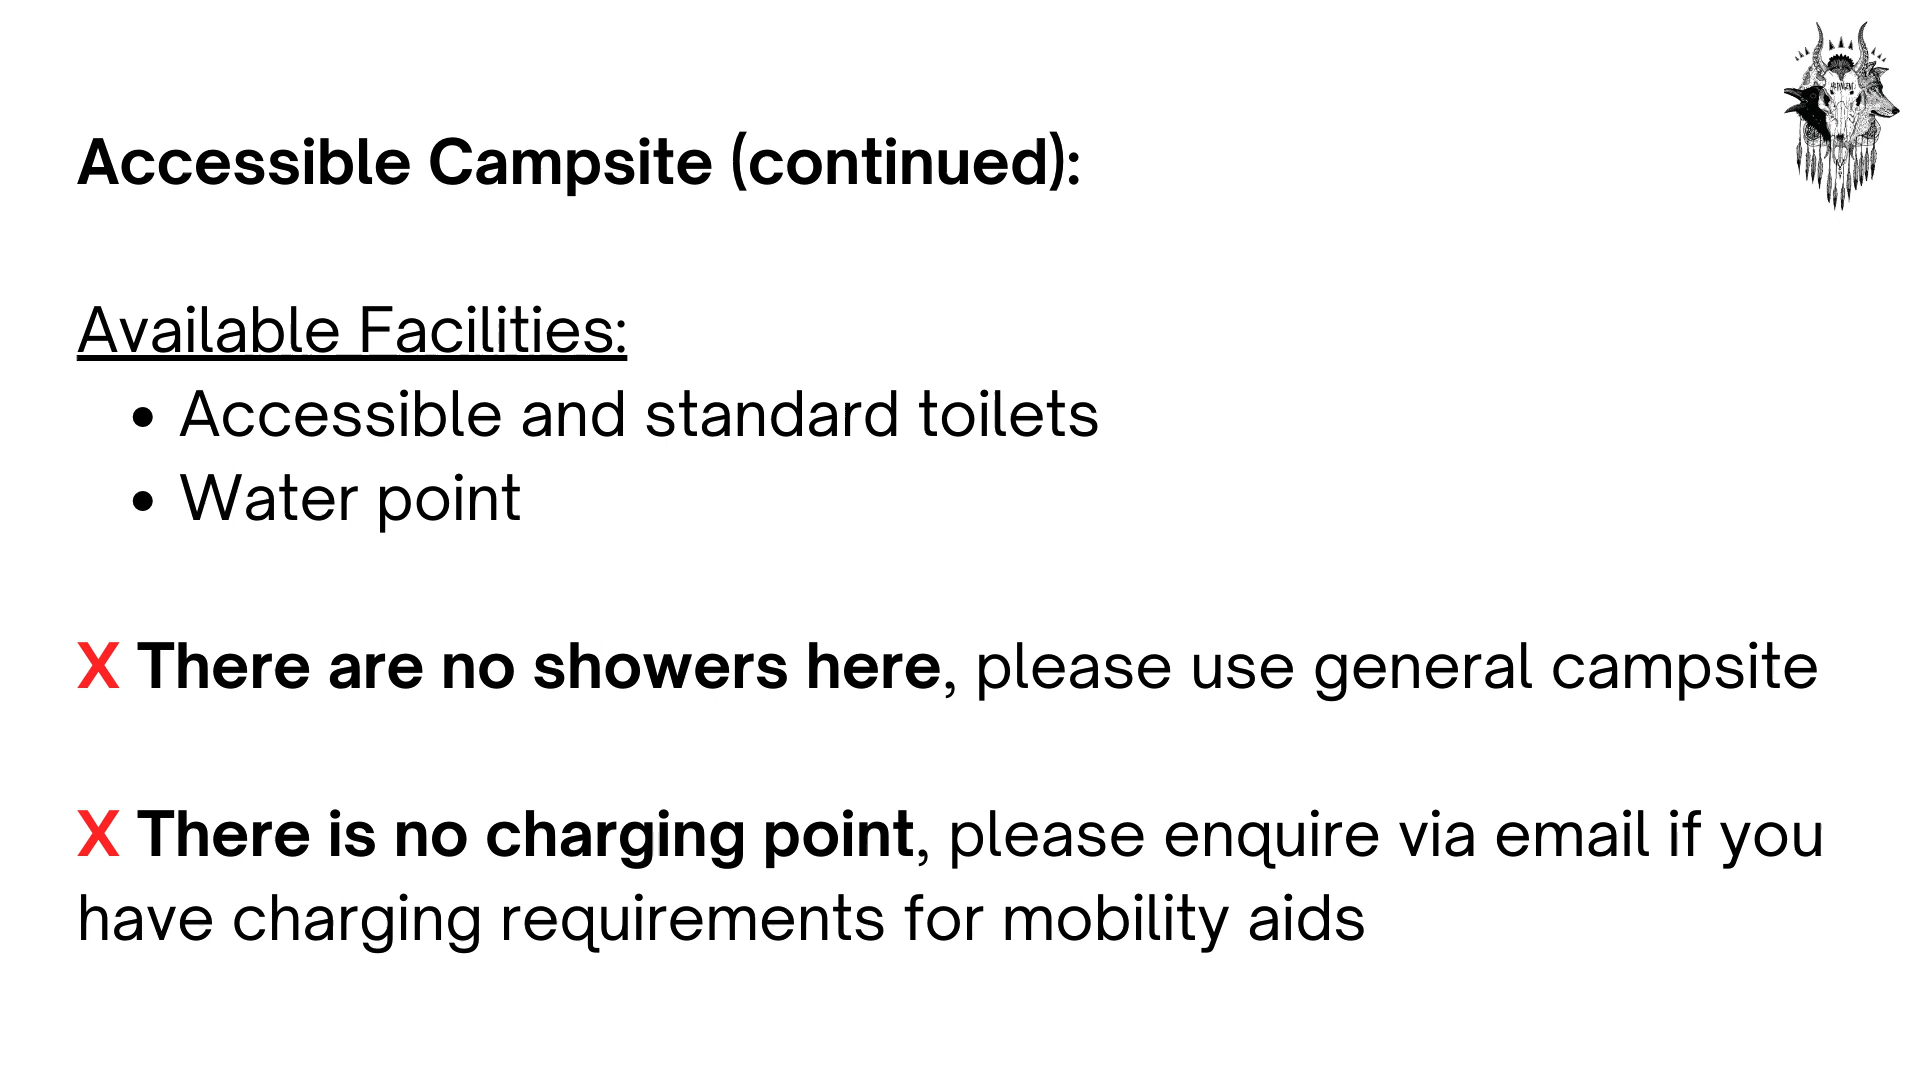 Accessible Campsite (continued):
Available Facilities:
• Accessible and standard toilets
• Water point
X There are no showers here, please use general campsite
X There is no charging point, please enquire via email if you
have charging requirements for mobility aids